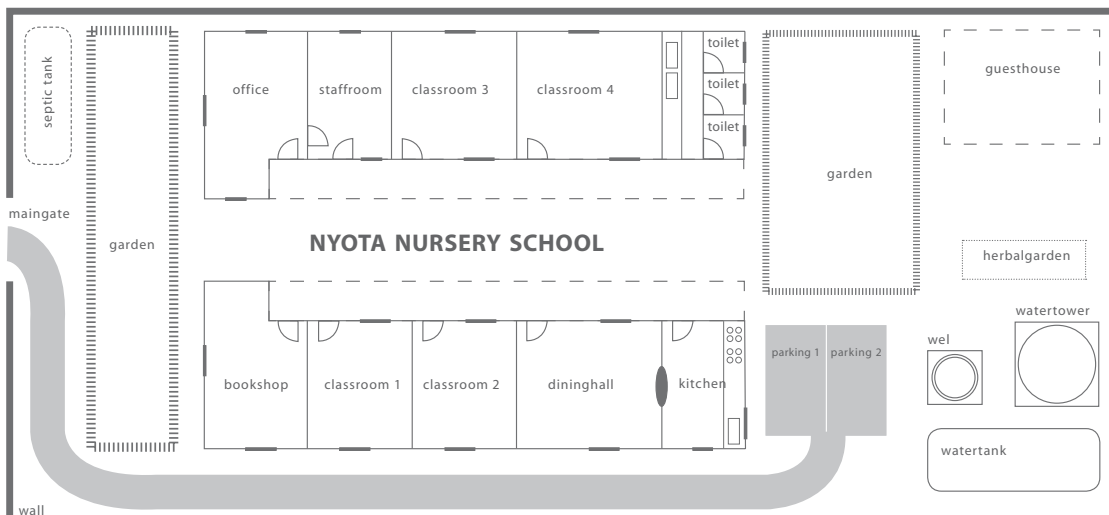 septic tank
office
staffroom
classroom 3
classroom 4
toilet
toilet
toilet
guesthouse
garden
maingate
garden
NYOTA NURSERY SCHOOL
herbalgarden
watertower
wel
parking 1
parking 2
bookshop
classroom 1
classroom 2
dininghall
kitchen
watertank
wall